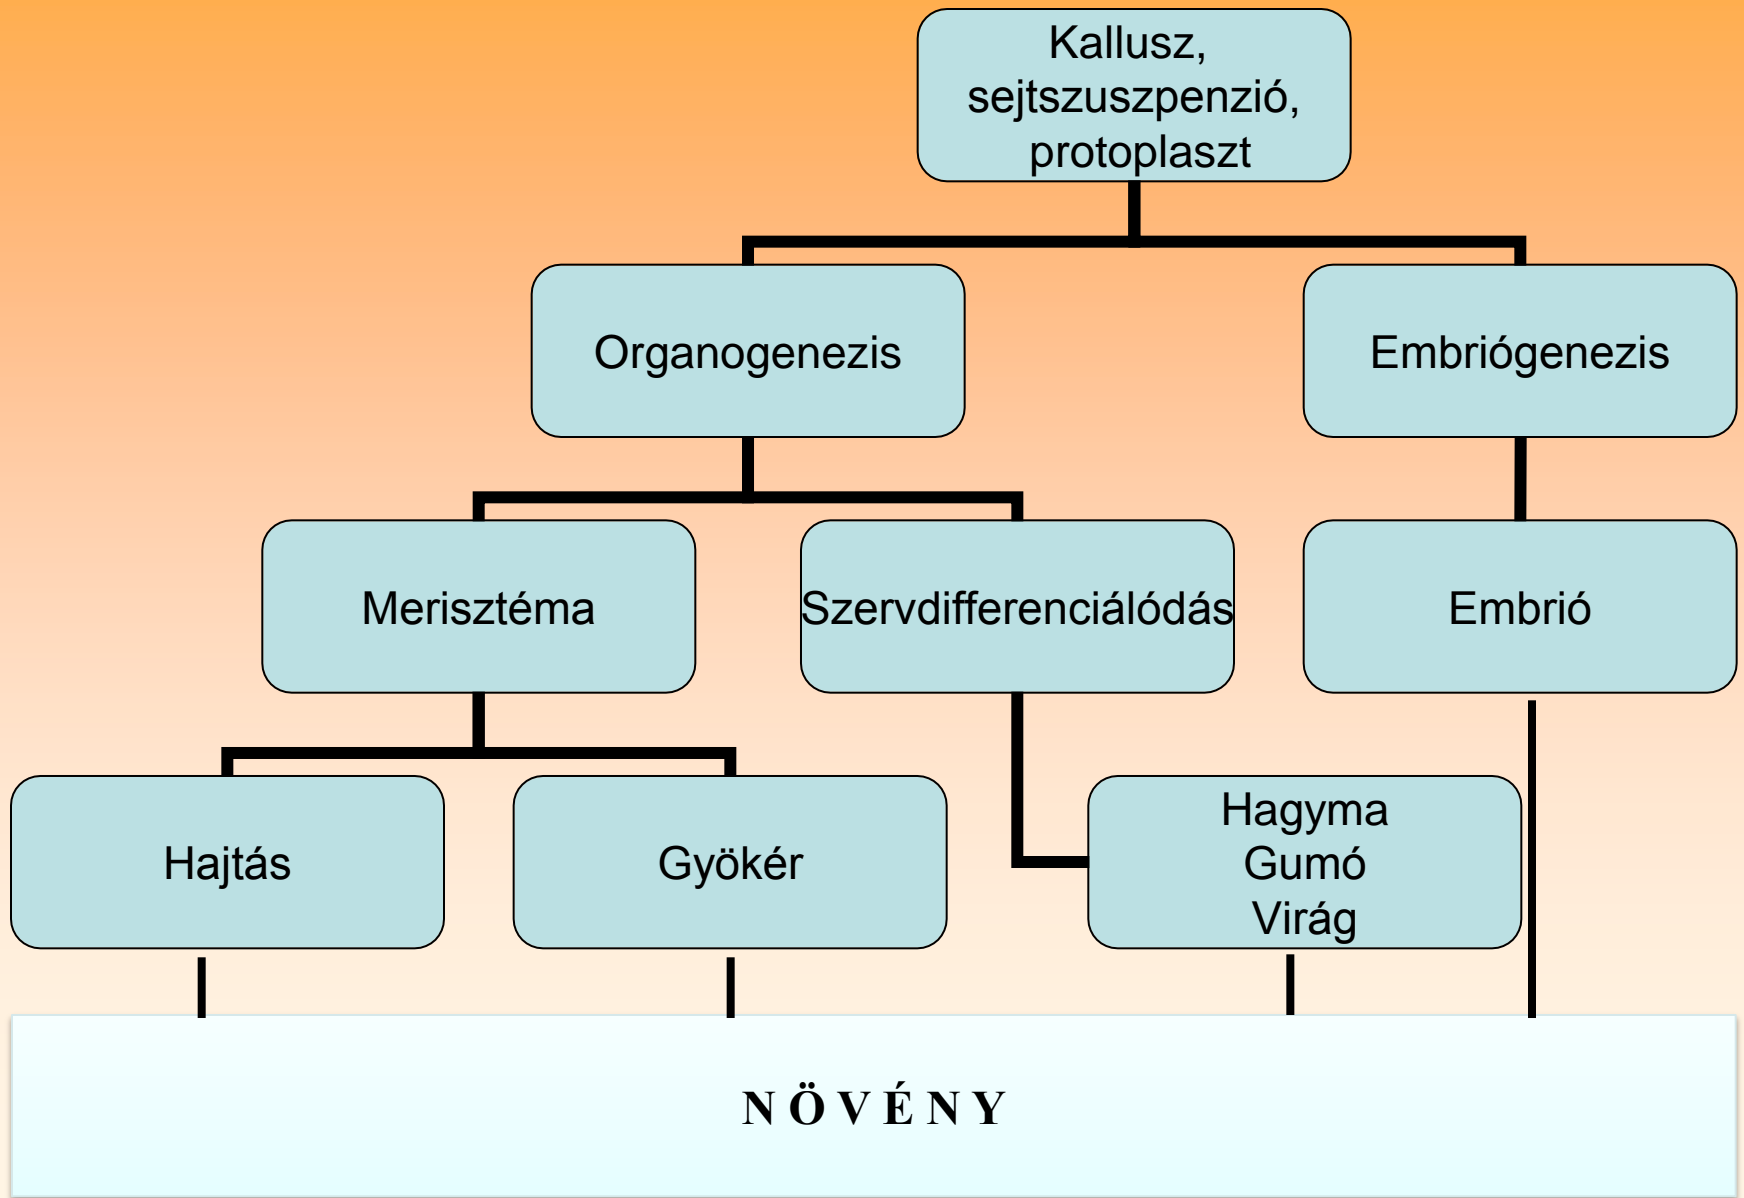 Kallusz,
sejtszuszpenzió,
protoplaszt
Organogenezis
Embriógenezis
Merisztéma
Szervdifferenciálódás
Embrió
Hajtás
Gyökér
Hagyma
Gumó
Virág
N Ö V É N Y